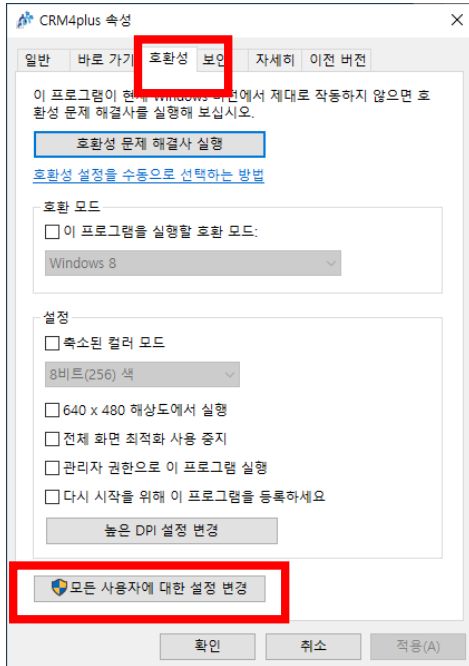 CRM4plus 속성
일반 바로 가기 호환성 자세히 이전 버전
이 프로그램이 Windows 제대로 작동하지 않으면 호
환성 문제 해결사를 실행해 보십시오.
호환성 문제 해결사 실행
호환성 설정을 수동으로 선택하는 방법
호환 모드
이 프로그램을 실행할 호환 모드:
Windows 8
설정
축소된 컬러 모드
8비트(256) 색
640 x 480 해상도에서 실행
전체 화면 최적화 사용 중지
관리자 권한으로 이 프로그램 실행
다시 시작을 위해 이 프로그램을 등록하세요
높은 DPI 설정 변경
모든 사용자에 대한 설정 변경
확인 취소 적용(A)